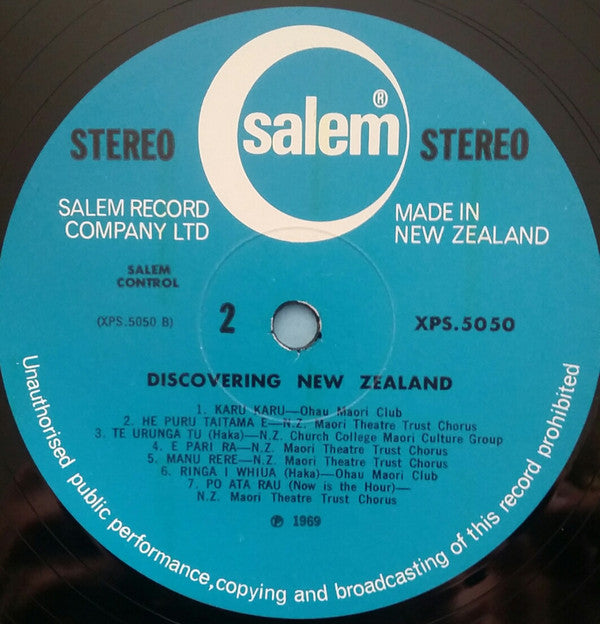 salem®
STEREO
STEREO
SALEM RECORD
COMPANY LTD
MADE IN
NEW ZEALAND
SALEM
CONTROL
(XPS.5050 B)
2
XPS.5050
DISCOVERING NEW ZEALAND
1. KARU KARU—Ohau Maori Club
2. HE PURU TAITAMA E—N.Z. Maori Theatre Trust Chorus
3. TE URUNGA TU (Haka)—N.Z. Church College Maori Culture Group
4. E PARI RA—N.Z. Maori Theatre Trust Chorus
5. MANU RERE—N.Z. Maori Theatre Trust Chorus
6. RINGA I WHIUA (Haka)—Ohau Maori Club
7. PO ATA RAU (Now is the Hour)—
N.Z. Maori Theatre Trust Chorus
℗ 1969
Unauthorised public performance, copying and broadcasting of this record prohibited